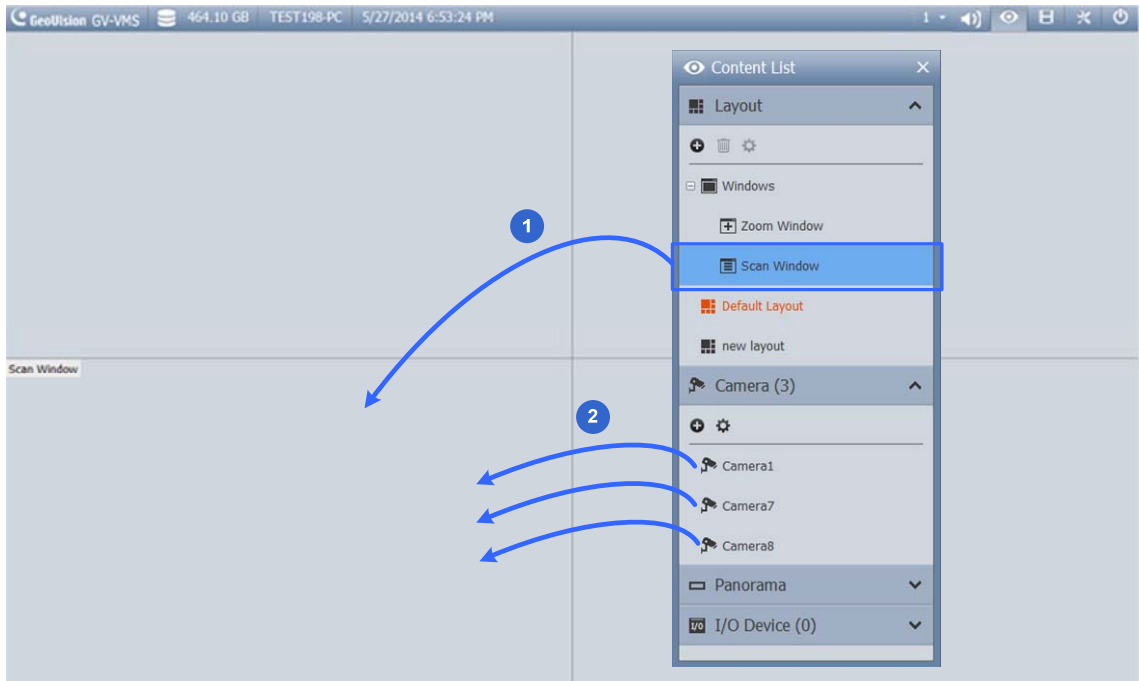 GeoVision GV-VMS 464.10 GB TEST198-PC 5/27/2014 6:53:24 PM 1
Content List
Layout
Windows
1
Zoom Window
Scan Window
Default Layout
new layout
Scan Window
Camera (3)
2
Camera1
Camera7
Camera8
Panorama
I/O I/O Device (0)